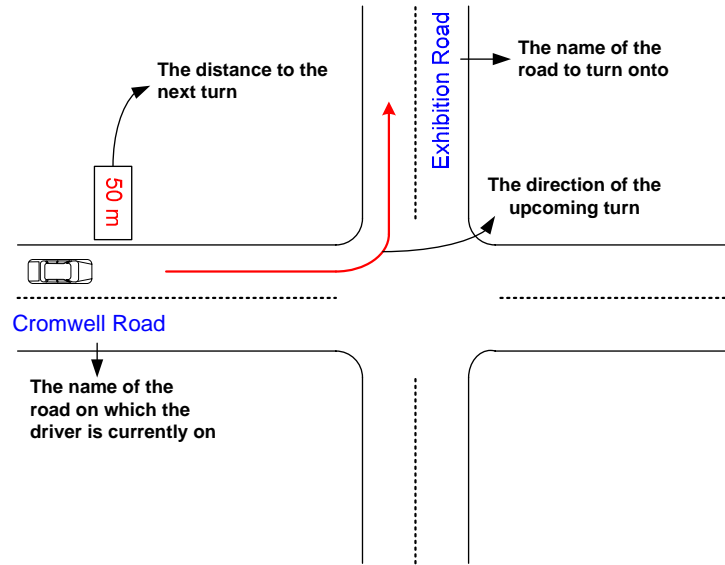 The distance to the
next turn
50 m
Exhibition Road
The name of the
road to turn onto
The direction of the
upcoming turn
Cromwell Road
The name of the
road on which the
driver is currently on